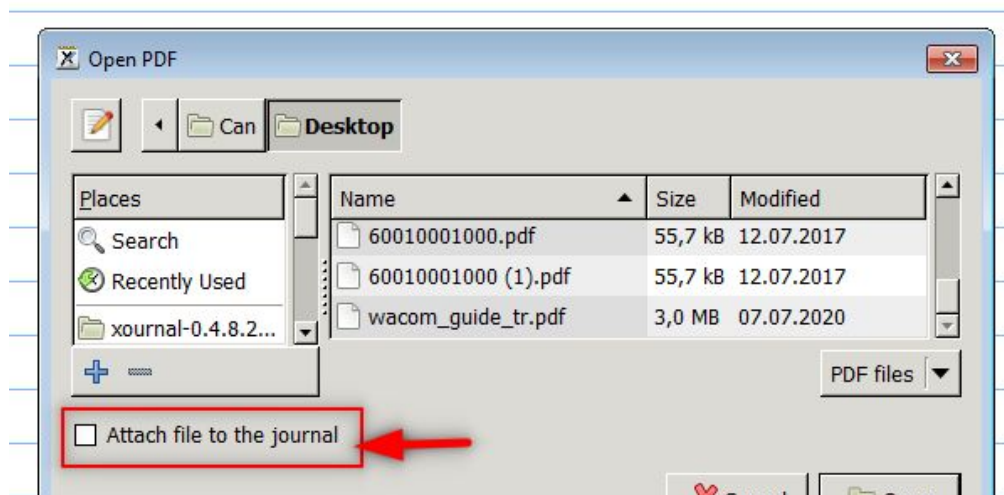 Open PDF
Can Desktop
Places
Search
Recently Used
xournal-0.4.8.2...
Name Size Modified
60010001000.pdf 55,7 kB 12.07.2017
60010001000 (1).pdf 55,7 kB 12.07.2017
wacom_guide_tr.pdf 3,0 MB 07.07.2020
PDF files
Attach file to the journal